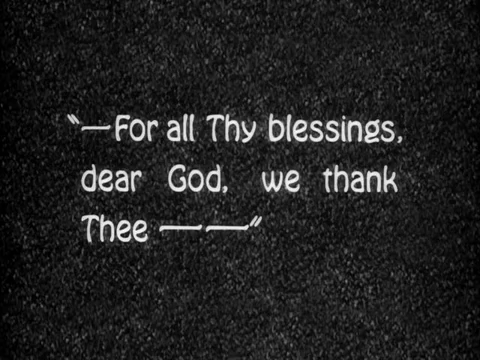 "—For all Thy blessings,
dear God, we thank
Thee ——"